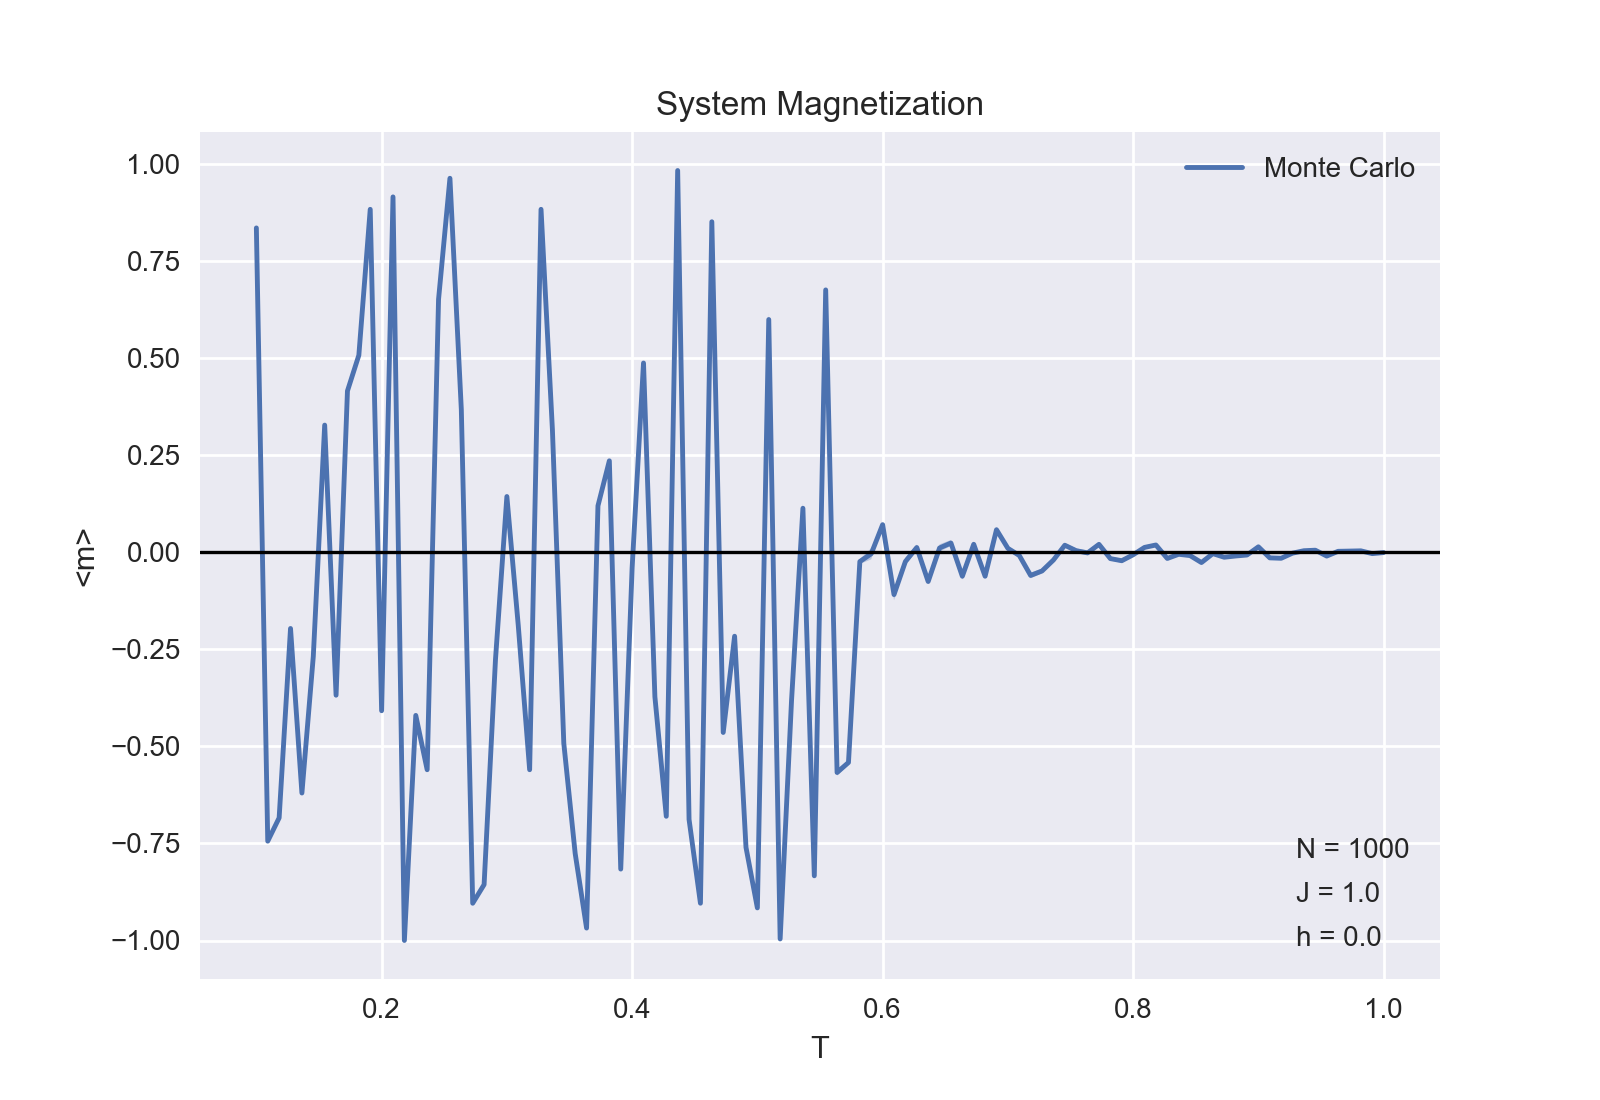 System Magnetization
Monte Carlo
1.00
0.75
0.50
0.25
0.00
−0.25
−0.50
−0.75
−1.00
<m>
N = 1000
J = 1.0
h = 0.0
0.2
0.4
0.6
0.8
1.0
T